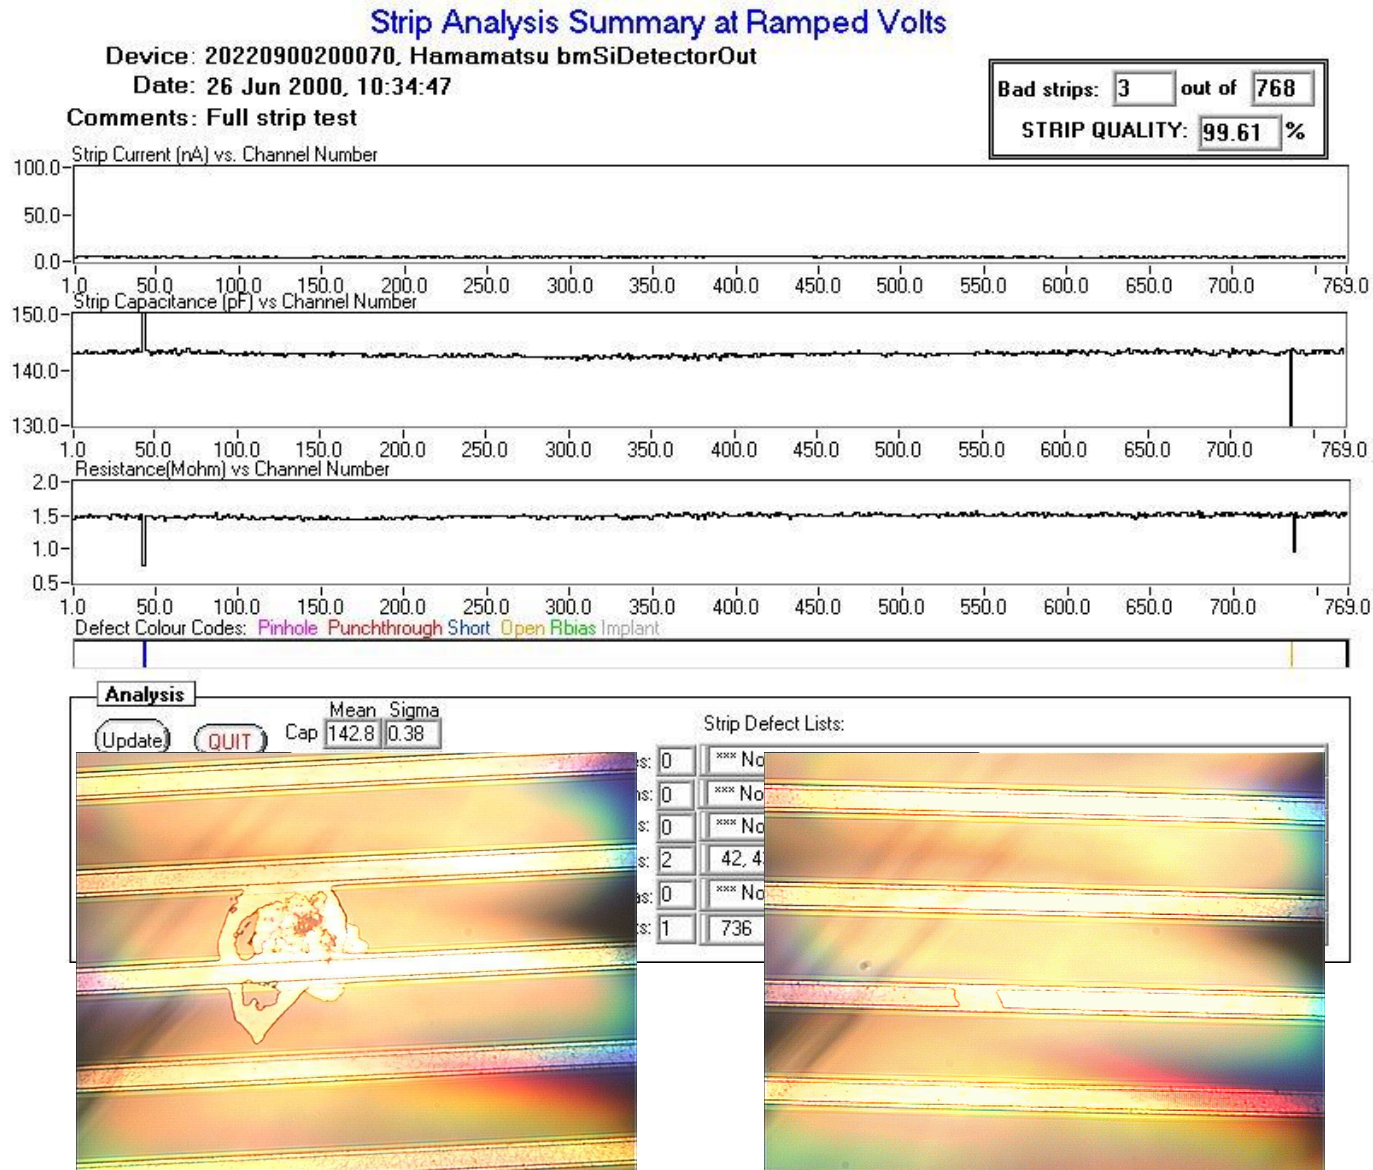 Strip Analysis Summary at Ramped Volts
Device: 20220900200070, Hamamatsu bmSiDetectorOut
Date: 26 Jun 2000, 10:34:47
Comments: Full strip test
Bad strips: 3 out of 768
STRIP QUALITY: 99.61 %
Strip Current (nA) vs. Channel Number
100.0
50.0
0.0
1.0 50.0 100.0 150.0 200.0 250.0 300.0 350.0 400.0 450.0 500.0 550.0 600.0 650.0 700.0 769.0
Strip Capacitance (pF) vs Channel Number
150.0
140.0
130.0
1.0 50.0 100.0 150.0 200.0 250.0 300.0 350.0 400.0 450.0 500.0 550.0 600.0 650.0 700.0 769.0
Resistance(Mohm) vs Channel Number
2.0
1.5
1.0
0.5
1.0 50.0 100.0 150.0 200.0 250.0 300.0 350.0 400.0 450.0 500.0 550.0 600.0 650.0 700.0 769.0
Defect Colour Codes: Pinhole Punchthrough Short Open Rbias Implant
Analysis
Mean Sigma
Update QUIT Cap 142.8 0.38
Strip Defect Lists:
s: 0 *** No
s: 0 *** No
s: 0 *** No
s: 2 42, 4
s: 0 *** No
s: 1 736